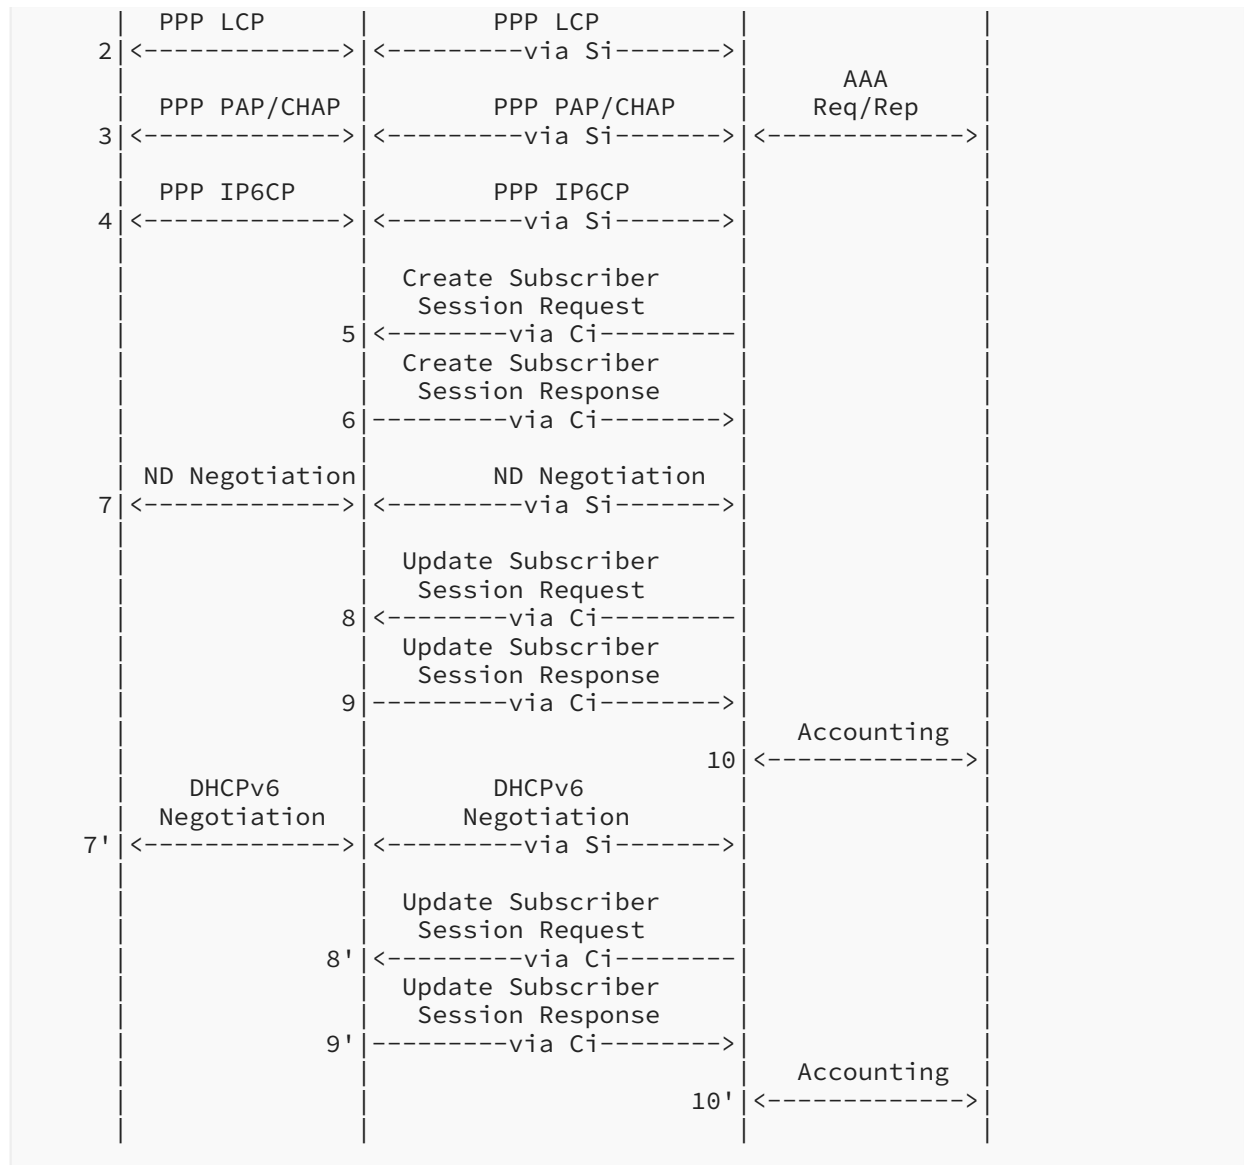 | PPP LCP | PPP LCP | |
2|<------------->|<---------via Si------->| |
| | | AAA |
| PPP PAP/CHAP | PPP PAP/CHAP | Req/Rep |
3|<------------->|<---------via Si------->|<------------->|
| PPP IP6CP | PPP IP6CP | |
4|<------------->|<---------via Si------->| |
| | Create Subscriber | |
| | Session Request | |
| 5|<--------via Ci---------| |
| | Create Subscriber | |
| | Session Response | |
| 6|---------via Ci-------->| |
| ND Negotiation| ND Negotiation | |
7|<------------->|<---------via Si------->| |
| | Update Subscriber | |
| | Session Request | |
| 8|<--------via Ci---------| |
| | Update Subscriber | |
| | Session Response | |
| 9|---------via Ci-------->| |
| | | Accounting |
| | 10|<------------->|
| DHCPv6 | DHCPv6 | |
| Negotiation | Negotiation | |
7'|<------------->|<---------via Si------->| |
| | Update Subscriber | |
| | Session Request | |
| 8'|<--------via Ci---------| |
| | Update Subscriber | |
| | Session Response | |
| 9'|---------via Ci-------->| |
| | | Accounting |
| | 10'|<------------->|